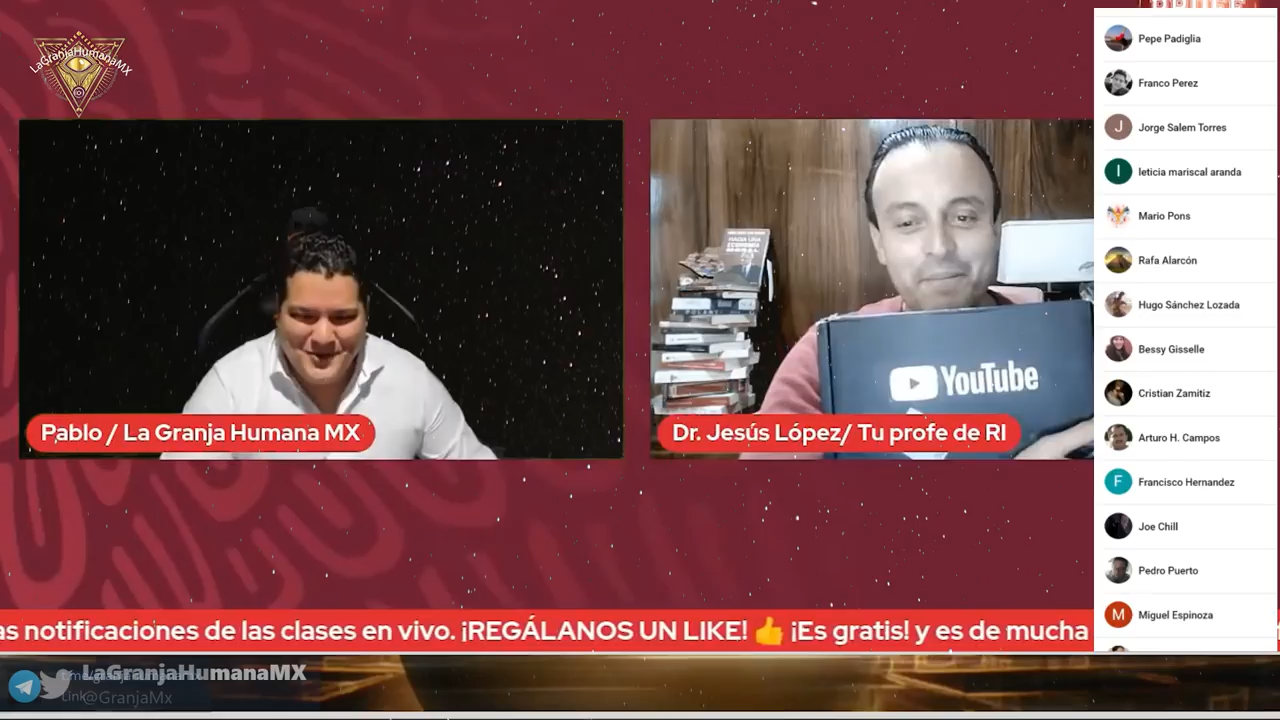 LaGranjaHumanaMX
Pepe Padiglia
Franco Perez
J
Jorge Salem Torres
l
leticia mariscal aranda
Mario Pons
Rafa Alarcón
Hugo Sánchez Lozada
Bessy Gisselle
Cristian Zamitiz
Arturo H. Campos
F
Francisco Hernandez
Joe Chill
Pedro Puerto
M
Miguel Espinoza
HACIA UNA
YouTube
Pablo / La Granja Humana MX
Dr. Jesús López/ Tu profe de RI
as notificaciones de las clases en vivo. ¡REGÁLANOS UN LIKE! 👍 ¡Es gratis! y es de mucha
LaGranjaHumanaMX
Link@GranjaMx